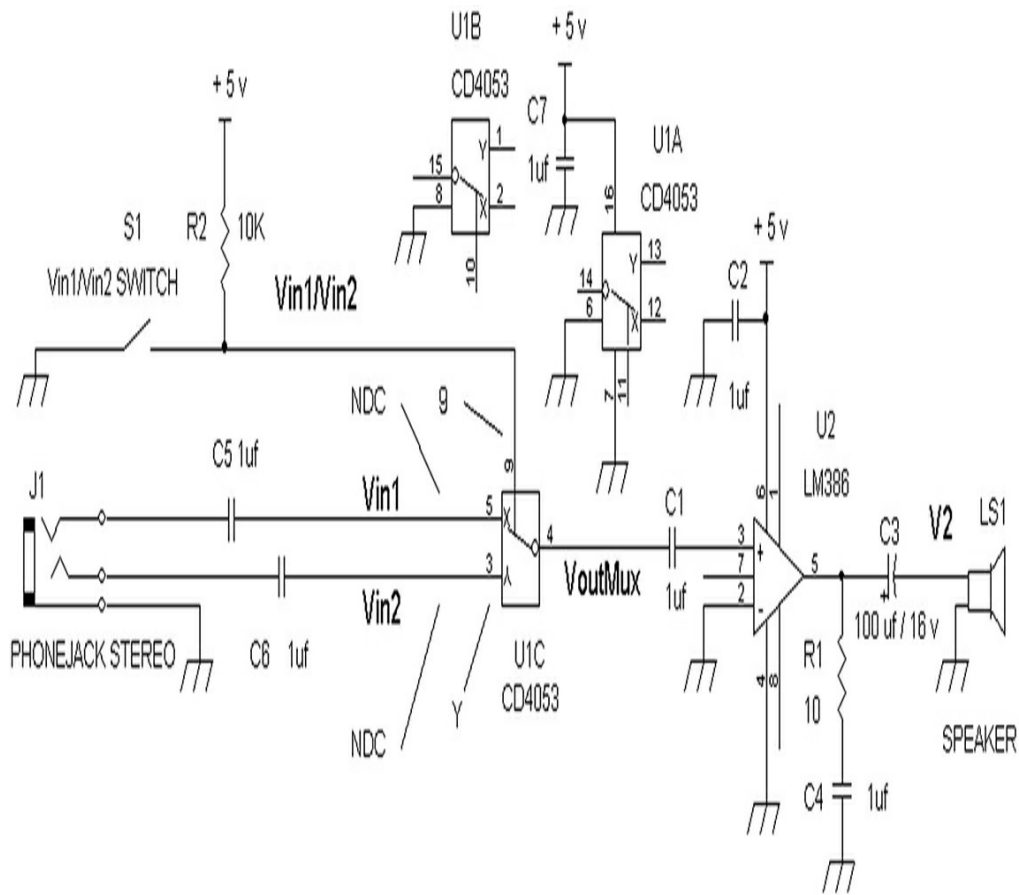 U1B
CD4053
+ 5 v
C7
1uf
U1A
CD4053
+ 5 v
S1
Vin1/Vin2 SWITCH
R2
10K
Vin1/Vin2
15
8
Y
X
1
2
10
16
14
6
Y
X
13
12
7
11
+ 5 v
C2
1uf
NDC
9
9
U2
LM386
J1
C5 1uf
Vin1
5
X
4
3
Y
Vin2
C6 1uf
PHONEJACK STEREO
NDC
Y
U1C
CD4053
VoutMux
C1
1uf
3
7
2
+
-
6
1
5
4
8
C3
+
100 uf / 16 v
V2
LS1
SPEAKER
R1
10
C4
1uf